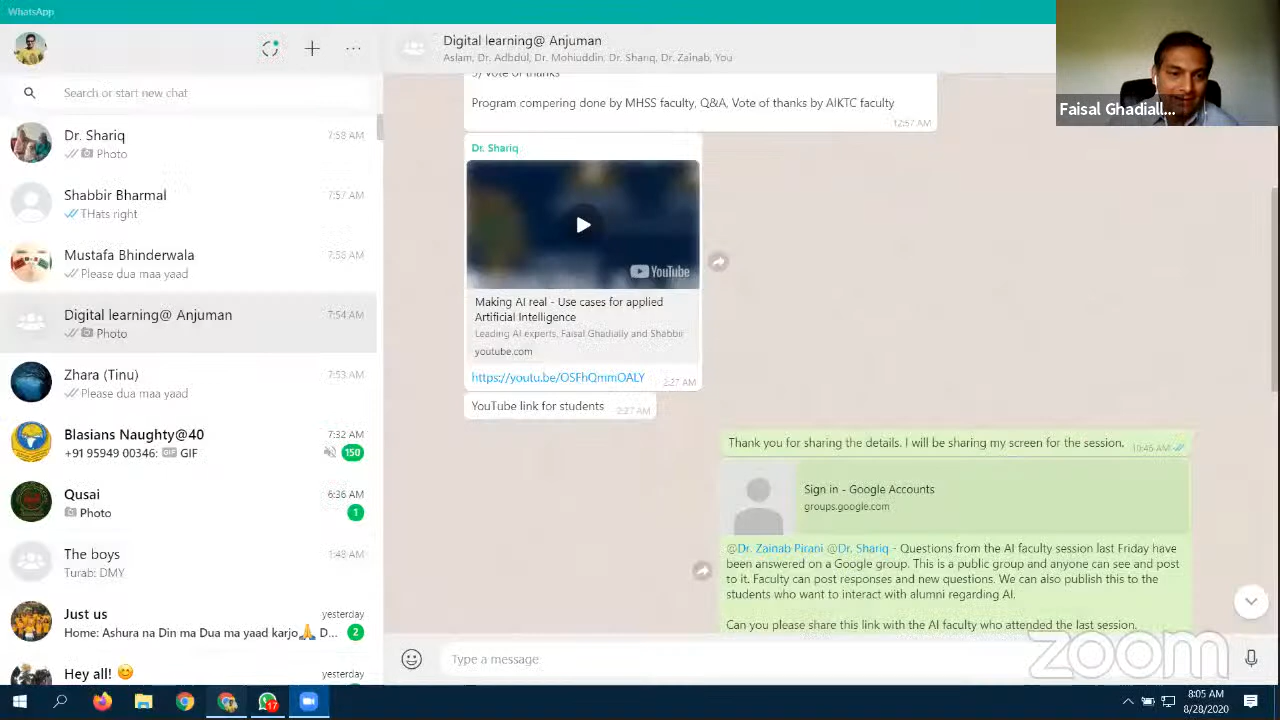 WhatsApp
Search or start new chat
Dr. Shariq
7:58 AM
Photo
Shabbir Bharmal
7:57 AM
THats right
Mustafa Bhinderwala
7:56 AM
Please dua maa yaad
Digital learning@ Anjuman
7:54 AM
Photo
Zhara (Tinu)
7:53 AM
Please dua maa yaad
Blasians Naughty@40
7:32 AM
+91 95949 00346: GIF GIF
150
Qusai
6:36 AM
Photo
1
The boys
1:48 AM
Turab: DMY
Just us
yesterday
Home: Ashura na Din ma Dua ma yaad karjo🙏 D...
2
Hey all! 😊
yesterday
Digital learning@ Anjuman
Aslam, Dr. Adbdul, Dr. Mohiuddin, Dr. Shariq, Dr. Zainab, You
Faisal Ghadiall...
Vote of thanks
Program compering done by MHSS faculty, Q&A, Vote of thanks by AIKTC faculty
12:57 AM
Dr. Shariq
YouTube
Making AI real - Use cases for applied
Artificial Intelligence
Leading AI experts, Faisal Ghadially and Shabbir
youtube.com
https://youtu.be/OSFhQmmOALY
2:27 AM
YouTube link for students
2:27 AM
Thank you for sharing the details. I will be sharing my screen for the session.
10:46 AM
Sign in - Google Accounts
groups.google.com
@Dr. Zainab Pirani @Dr. Shariq - Questions from the AI faculty session last Friday have
been answered on a Google group. This is a public group and anyone can see and post
to it. Faculty can post responses and new questions. We can also publish this to the
students who want to interact with alumni regarding AI.
Can you please share this link with the AI faculty who attended the last session.
Type a message
zoom
17
8:05 AM
8/28/2020